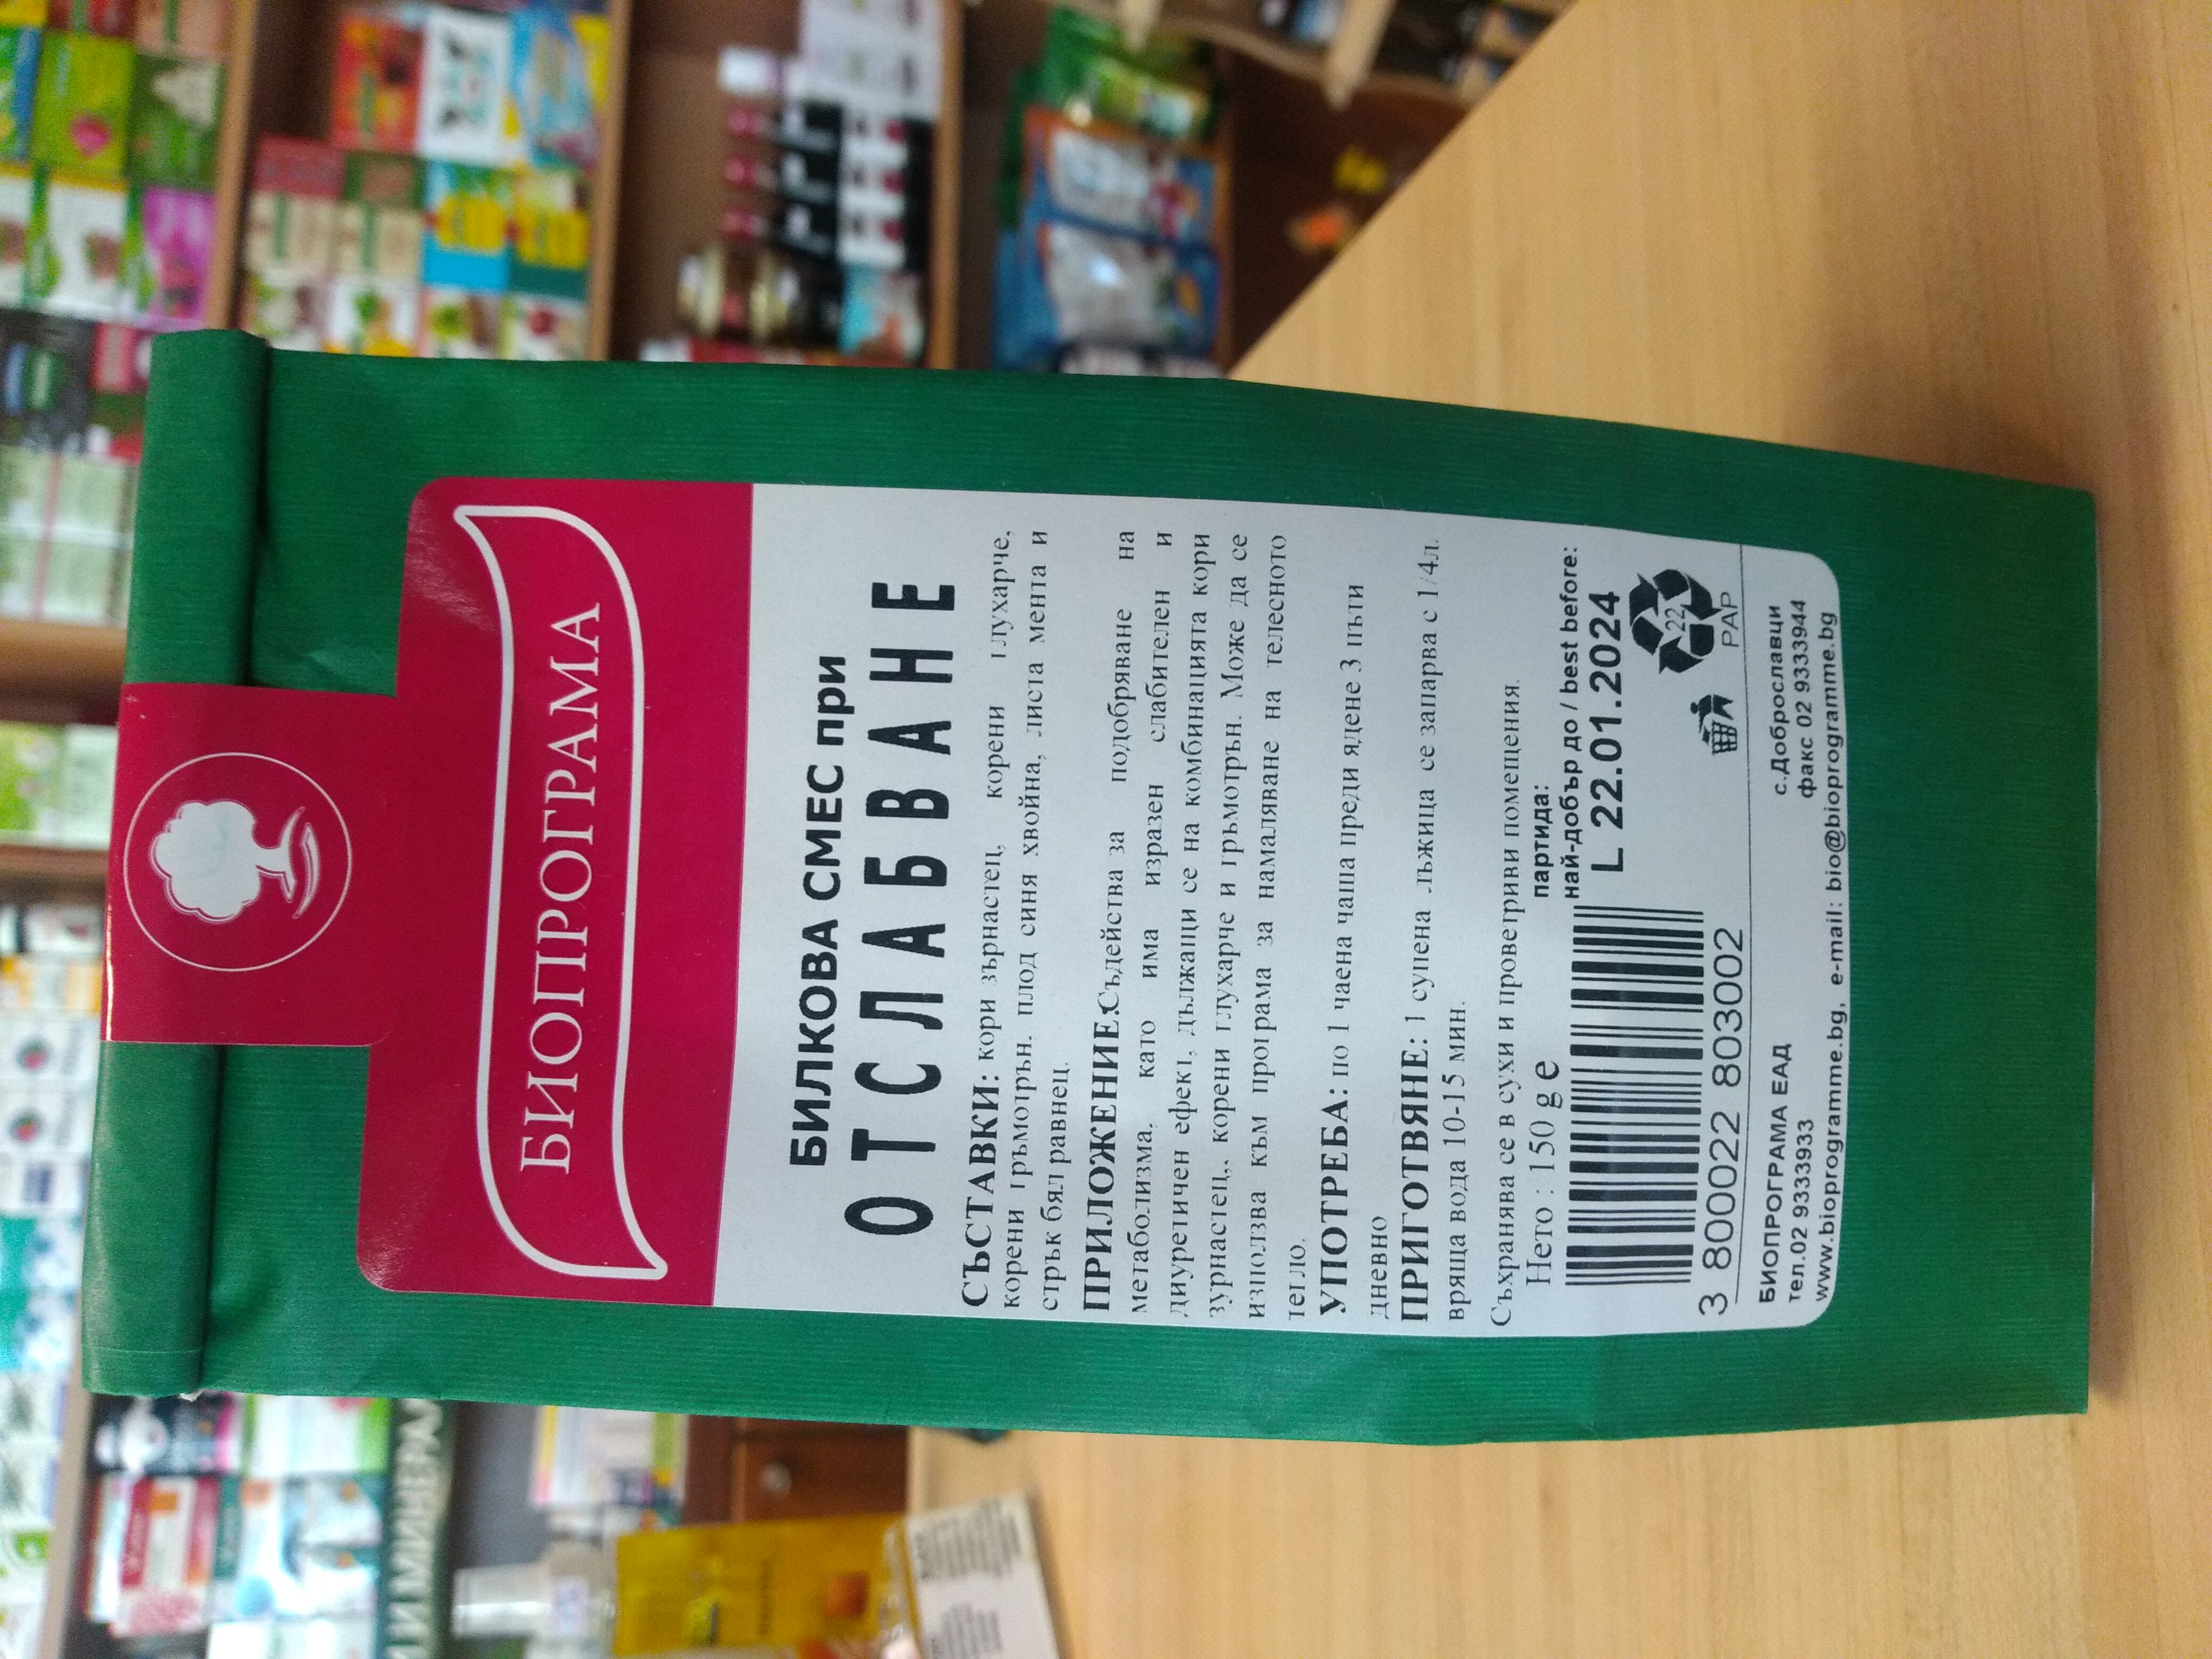 БИОПРОГРАМА
БИЛКОВА СМЕС при
ОТСЛАБВАНЕ
СЪСТАВКИ: кори зърнастец, корени глухарче,
корени гръмотрън. плод синя хвойна, листа мента и
стрък бял равнец.
ПРИЛОЖЕНИЕ:Съдейства за подобряване на
метаболизма. като има изразен слабителен и
диуретичен ефект, дължащи се на комбинацията кори
зурнастец,. корени глухарче и гръмотрън. Може да се
използва към програма за намаляване на телесното
тегло.
УПОТРЕБА: по 1 чаена чаша преди ядене 3 пъти
дневно
ПРИГОТВЯНЕ: 1 супена лъжица се запарва с 1/4л.
вряща вода 10-15 мин.
Съхранява се в сухи и проветриви помещения.
Нето : 150 g e
партида:
най-добър до / best before:
L 22.01.2024
3 800022 803002
22
PAP
БИОПРОГРАМА ЕАД с.Доброславци
тел.02 9333933 факс 02 9333944
www.bioprogramme.bg, e-mail: bio@bioprogramme.bg
И МИНЕРАЛ